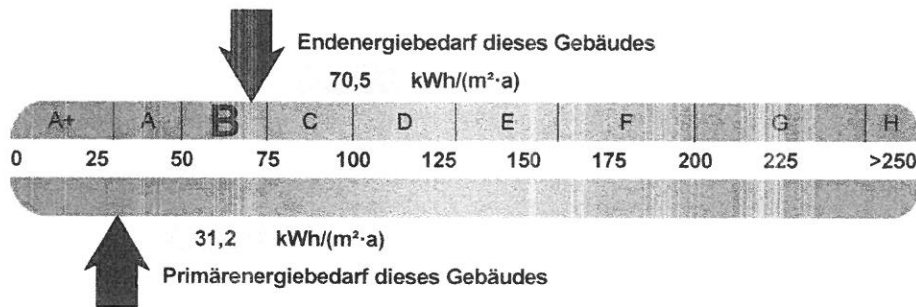 Endenergiebedarf dieses Gebäudes
70,5 kWh/(m²·a)
A+ A B C D E F G H
0 25 50 75 100 125 150 175 200 225 >250
31,2 kWh/(m²·a)
Primärenergiebedarf dieses Gebäudes